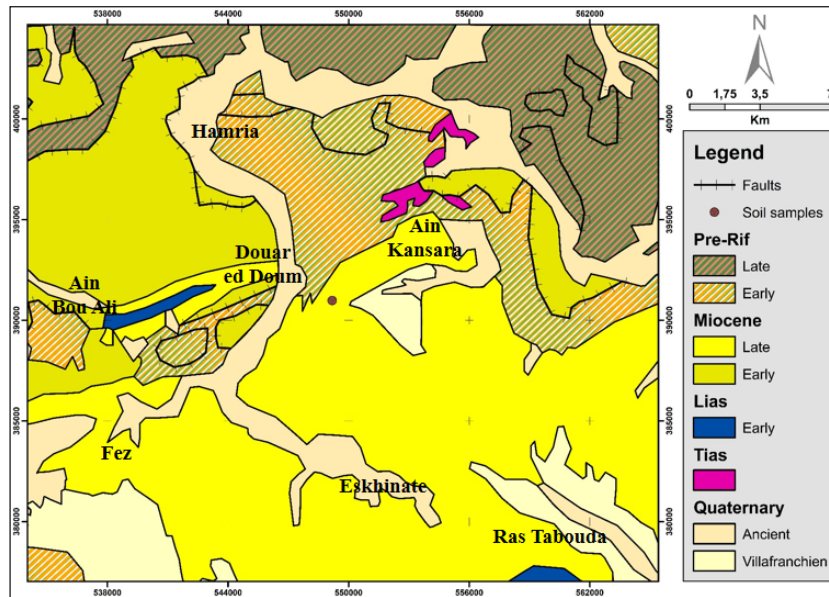 538000 544000 550000 556000 562000
400000
395000
390000
385000
380000
Hamria
Ain
Kansara
Douar
ed Doum
Ain
Bou Ali
Fez
Eskhinate
Ras Tabouda
400000
395000
390000
385000
380000
538000 544000 550000 556000 562000
N
0 1,75 3,5 7
Km
Legend
Faults
Soil samples
Pre-Rif
Late
Early
Miocene
Late
Early
Lias
Early
Tias
Quaternary
Ancient
Villafranchien